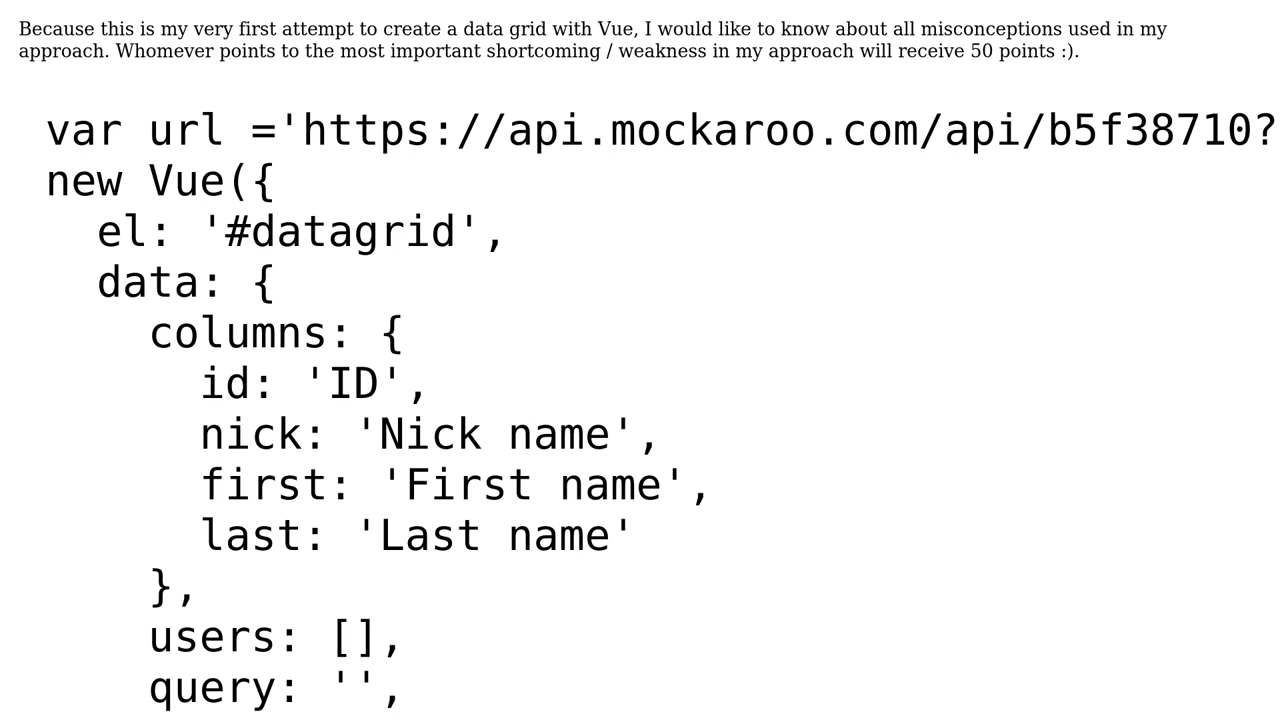 Because this is my very first attempt to create a data grid with Vue, I would like to know about all misconceptions used in my
approach. Whomever points to the most important shortcoming / weakness in my approach will receive 50 points :).
var url ='https://api.mockaroo.com/api/b5f38710?
new Vue({
  el: '#datagrid',
  data: {
    columns: {
      id: 'ID',
      nick: 'Nick name',
      first: 'First name',
      last: 'Last name'
    },
    users: [],
    query: '',